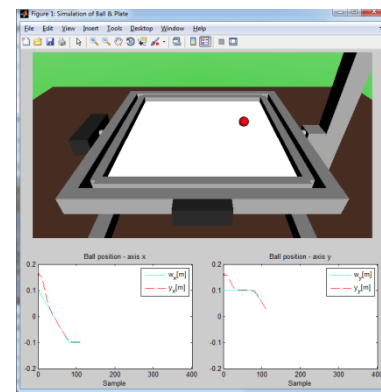 Figure 1: Simulation of Ball & Plate
File Edit View Insert Tools Desktop Window Help
Ball position - axis x
0.2
0.1
0
-0.1
-0.2
0 100 200 300 400
Sample
w_x[m]
y_x[m]
Ball position - axis y
0.2
0.1
0
-0.1
-0.2
0 100 200 300 400
Sample
w_y[m]
y_y[m]